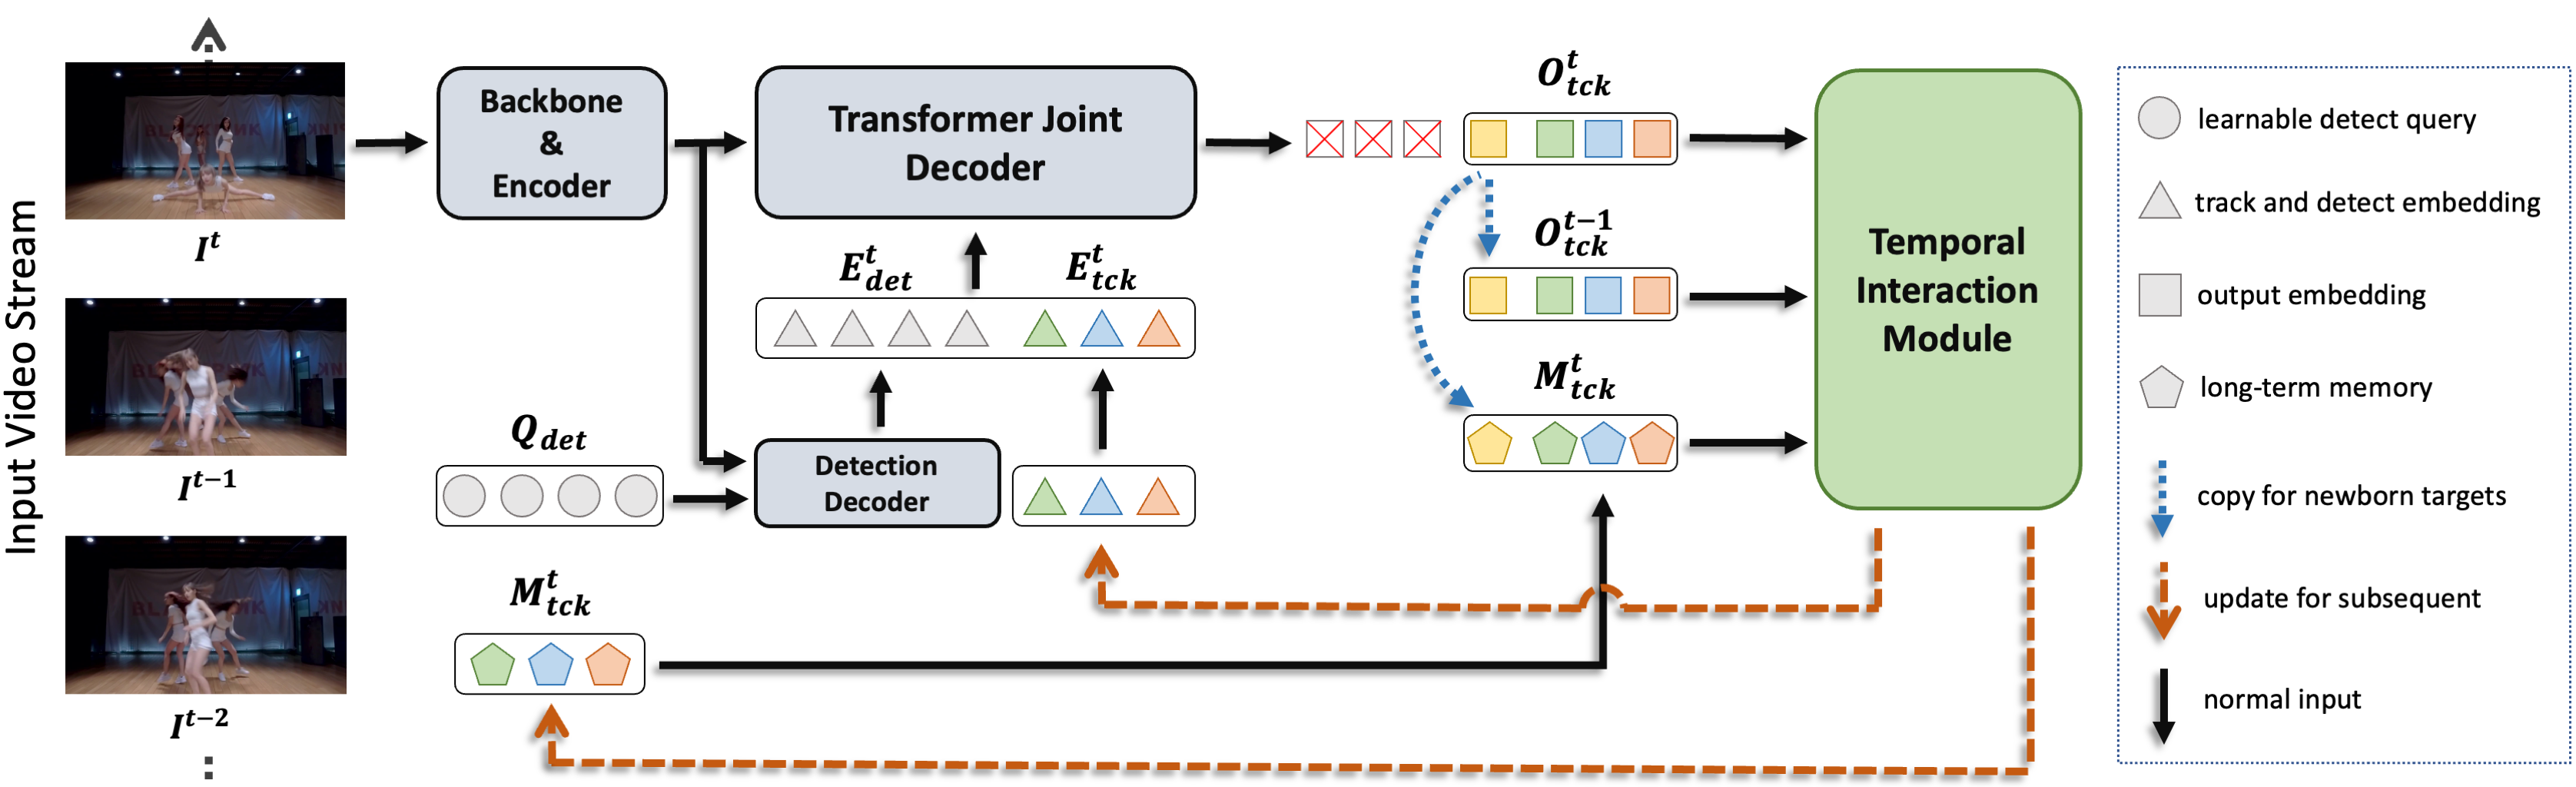 Input Video Stream
I^t
I^{t-1}
I^{t-2}
Backbone
&
Encoder
Transformer Joint
Decoder
E^t_{det}
E^t_{tck}
Q_{det}
Detection
Decoder
M^t_{tck}
O^t_{tck}
O^{t-1}_{tck}
M^t_{tck}
Temporal
Interaction
Module
learnable detect query
track and detect embedding
output embedding
long-term memory
copy for newborn targets
update for subsequent
normal input